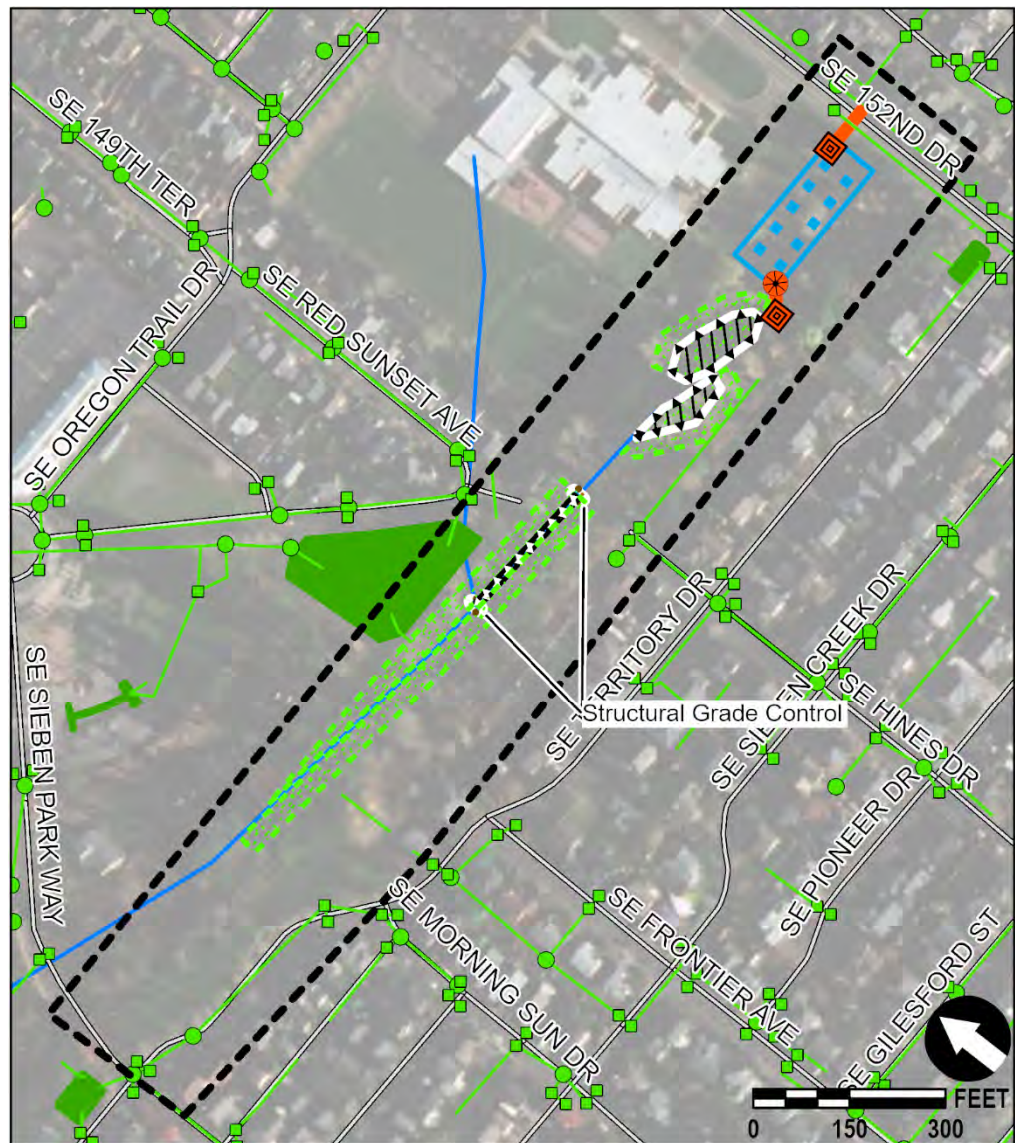 SE 152ND DR
SE 149TH TER
SE OREGON TRAIL DR
SE RED SUNSET AVE
Structural Grade Control
SE TERRITORY DR
SE SIEBEN CREEK DR
SE HINES DR
SE PIONEER DR
SE SIEBEN PARK WAY
SE MORNING SUN DR
SE FRONTIER AVE
SE GILESFORD ST
FEET
0 150 300